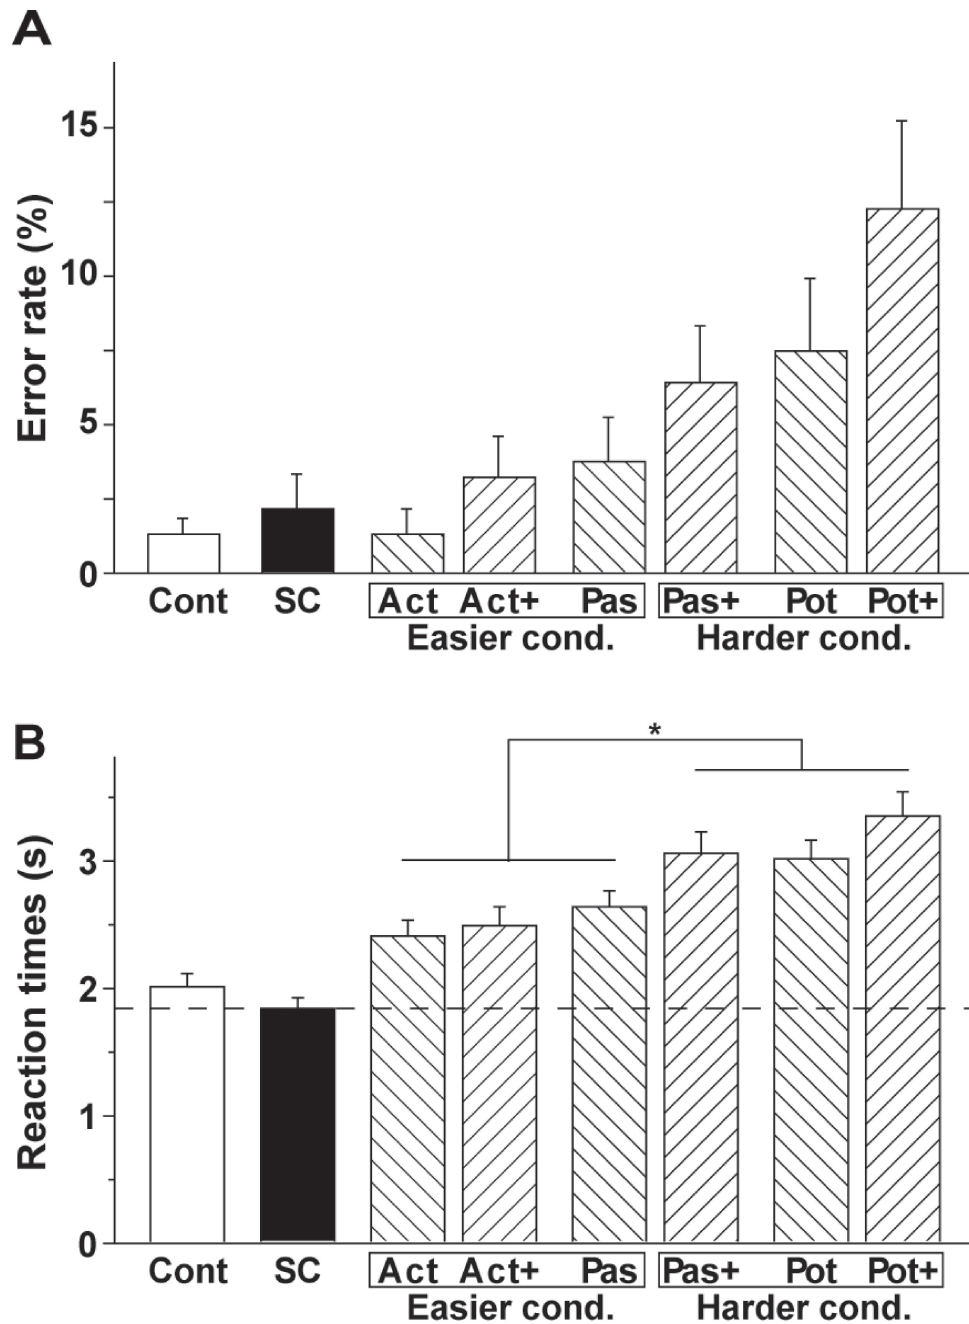 A
Error rate (%)
15
10
5
0
Cont SC Act Act+ Pas Pas+ Pot Pot+
Easier cond. Harder cond.
B
*
Reaction times (s)
3
2
1
0
Cont SC Act Act+ Pas Pas+ Pot Pot+
Easier cond. Harder cond.